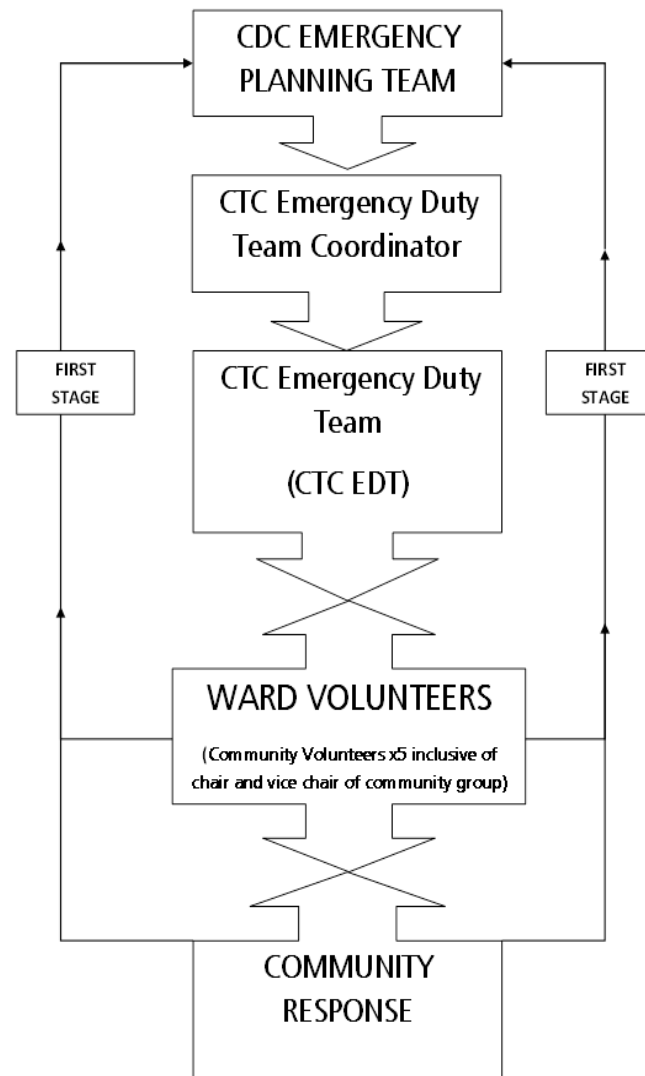 CDC EMERGENCY
PLANNING TEAM
CTC Emergency Duty
Team Coordinator
FIRST
STAGE
CTC Emergency Duty
Team
(CTC EDT)
FIRST
STAGE
WARD VOLUNTEERS
(Community Volunteers x5 inclusive of
chair and vice chair of community group)
COMMUNITY
RESPONSE